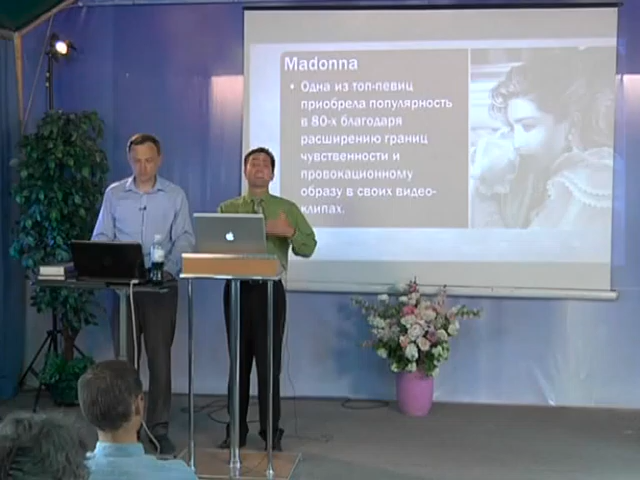 Madonna
• Одна из топ-певиц
приобрела популярность
в 80-х благодаря
расширению границ
чувственности и
провокационному
образу в своих видео-
клипах.